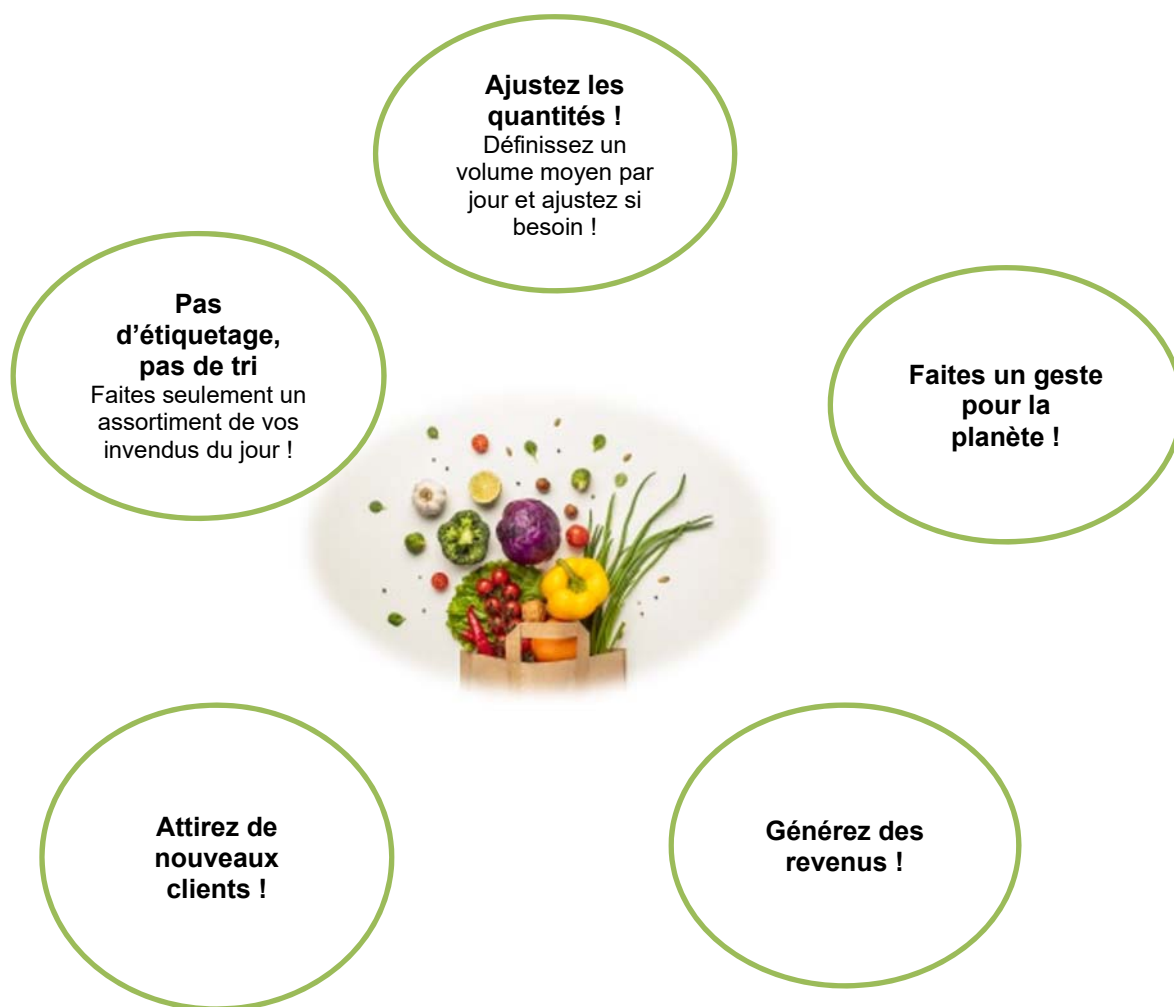 Ajustez les
quantités !
Définissez un
volume moyen par
jour et ajustez si
besoin !
Pas
d’étiquetage,
pas de tri
Faites seulement un
assortiment de vos
invendus du jour !
Faites un geste
pour la
planète !
Attirez de
nouveaux
clients !
Générez des
revenus !